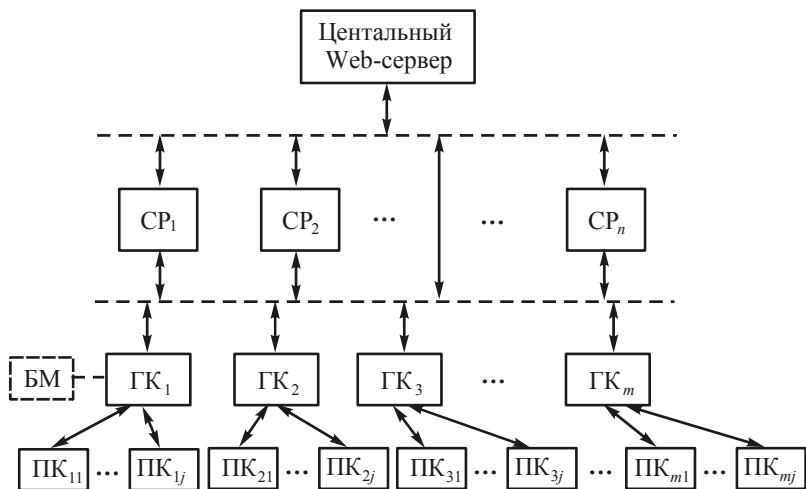 Центальный
Web-сервер
СР₁ СР₂ ... ... СРₙ
БМ ГК₁ ГК₂ ГК₃ ... ГКₘ
ПК₁₁ ... ПК₁ⱼ ПК₂₁ ... ПК₂ⱼ ПК₃₁ ... ПК₃ⱼ ... ПКₘ₁ ... ПКₘⱼ